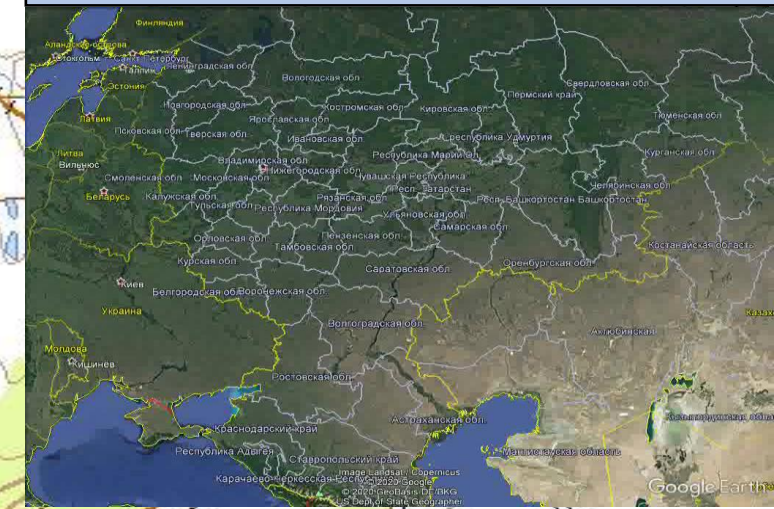 Финляндия
Аландские острова
Стокгольм
Санкт-Петербург
Ленинградская обл.
Таллин
Эстония
Вологодская обл.
Свердловская обл.
Пермский край
Тюменская обл.
Новгородская обл.
Костромская обл.
Кировская обл.
Латвия
Ярославская обл.
Псковская обл.
Тверская обл.
Ивановская обл.
республика Удмуртия
Литва
Владимирская обл.
Республика Марий Эл
Курганская обл.
Вильнюс
Смоленская обл.
Московская обл.
Нижегородская обл.
Чувашская Республика
Респ. Татарстан
Челябинская обл.
Беларусь
Калужская обл.
Рязанская обл.
Респ. Башкортостан Башкортостан
Тульская обл.
Республика Мордовия
Ульяновская обл.
Самарская обл.
Орловская обл.
Пензенская обл.
Тамбовская обл.
Костанайская область
Курская обл.
Саратовская обл.
Оренбургская обл.
Киев
Белгородская обл.
Воронежская обл.
Украина
Казахс
Волгоградская обл.
Актюбинская
Молдова
Кишинёв
Ростовская обл.
Астраханская обл.
Краснодарский край
Республика Адыгея
Ставропольский край
Мангистауская область
Карачаево-Черкесская Республика
Image Landsat / Copernicus
© 2020 Google
© 2020 GeoBasis-DE/BKG
US Dept of State Geographer
Google Earth